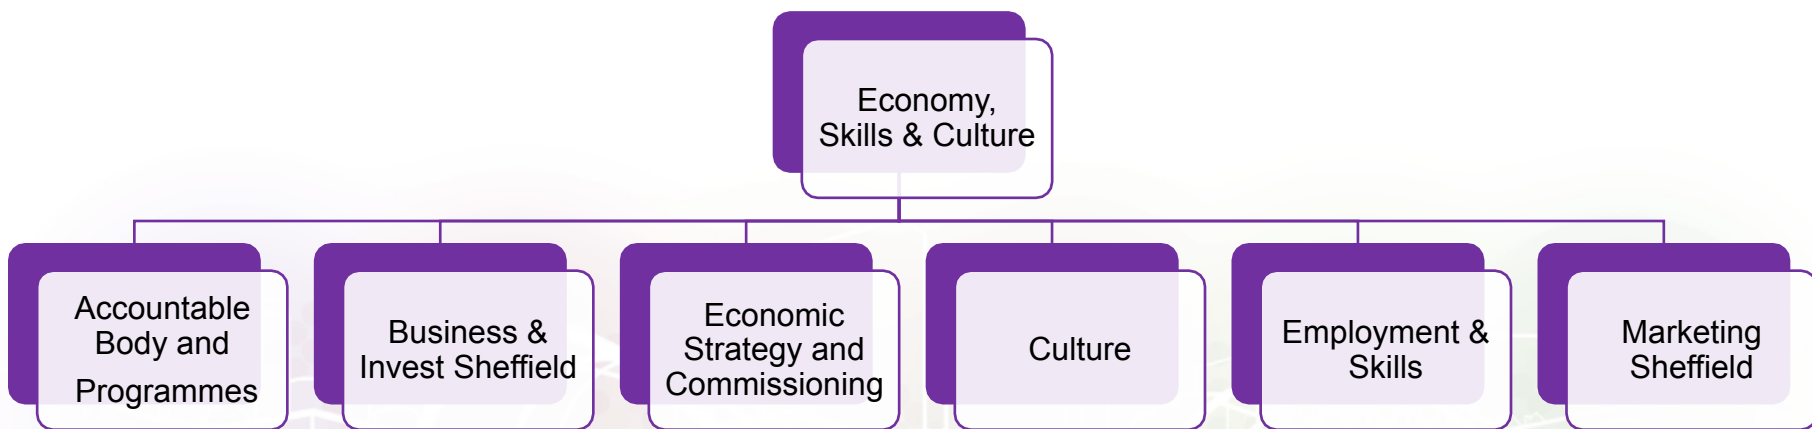 Economy,
Skills & Culture
Accountable
Body and
Programmes
Business &
Invest Sheffield
Economic
Strategy and
Commissioning
Culture
Employment &
Skills
Marketing
Sheffield